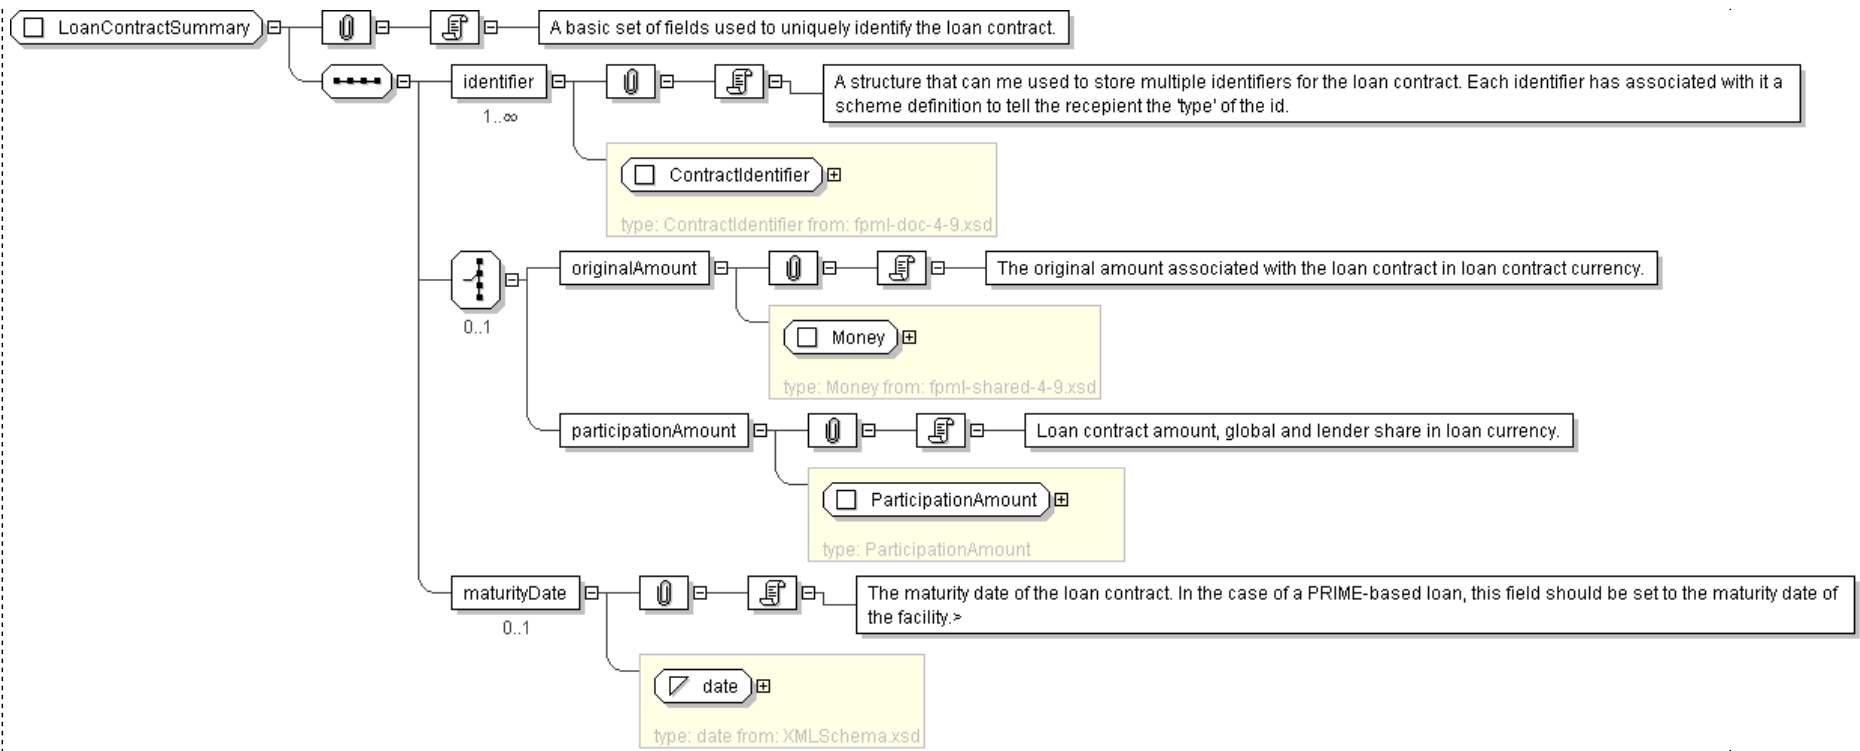 LoanContractSummary
A basic set of fields used to uniquely identify the loan contract.
identifier
1..∞
A structure that can me used to store multiple identifiers for the loan contract. Each identifier has associated with it a
scheme definition to tell the recepient the 'type' of the id.
ContractIdentifier
type: ContractIdentifier from: fpml-doc-4-9.xsd
0..1
originalAmount
The original amount associated with the loan contract in loan contract currency.
Money
type: Money from: fpml-shared-4-9.xsd
participationAmount
Loan contract amount, global and lender share in loan currency.
ParticipationAmount
type: ParticipationAmount
maturityDate
0..1
The maturity date of the loan contract. In the case of a PRIME-based loan, this field should be set to the maturity date of
the facility.>
date
type: date from: XMLSchema.xsd